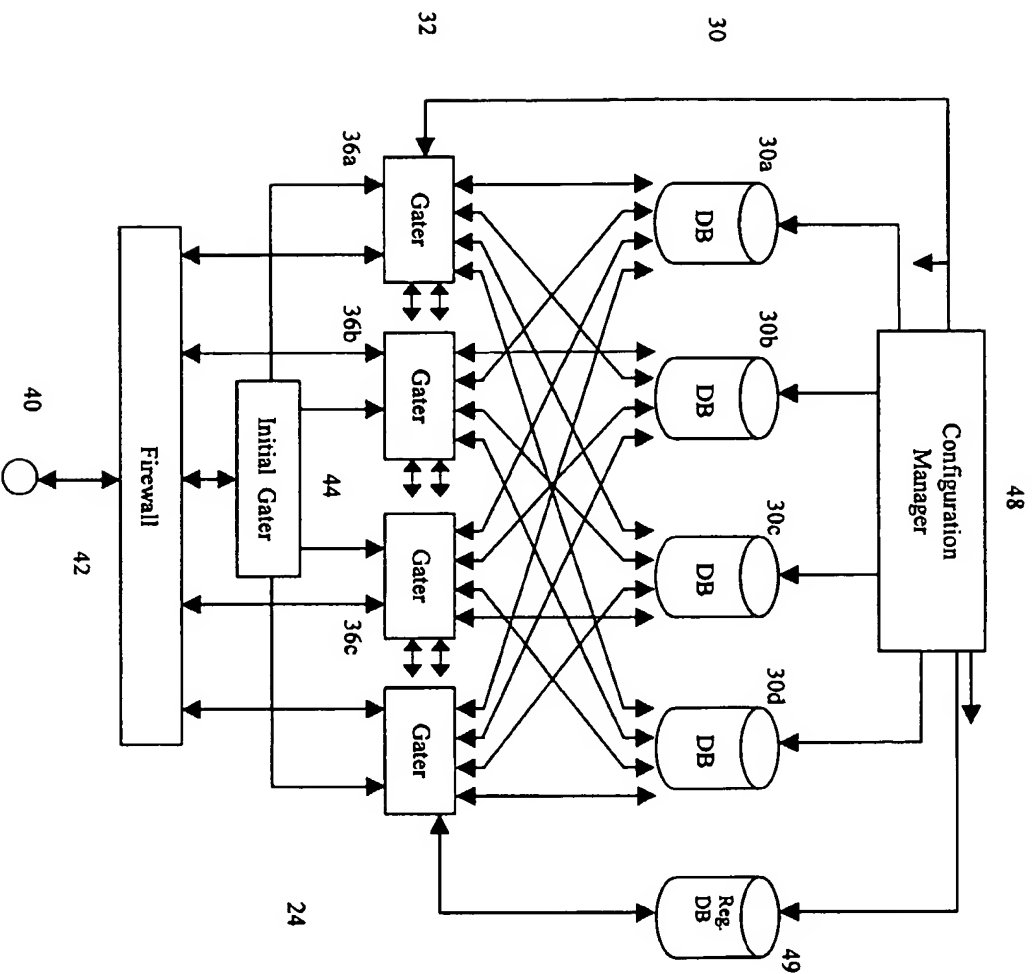 48
Configuration
Manager
30a
30b
30c
30d
49
30
DB
DB
DB
DB
Reg.
DB
32
Gater
Gater
Gater
Gater
36a
36b
36c
44
24
Initial Gater
Firewall
42
40